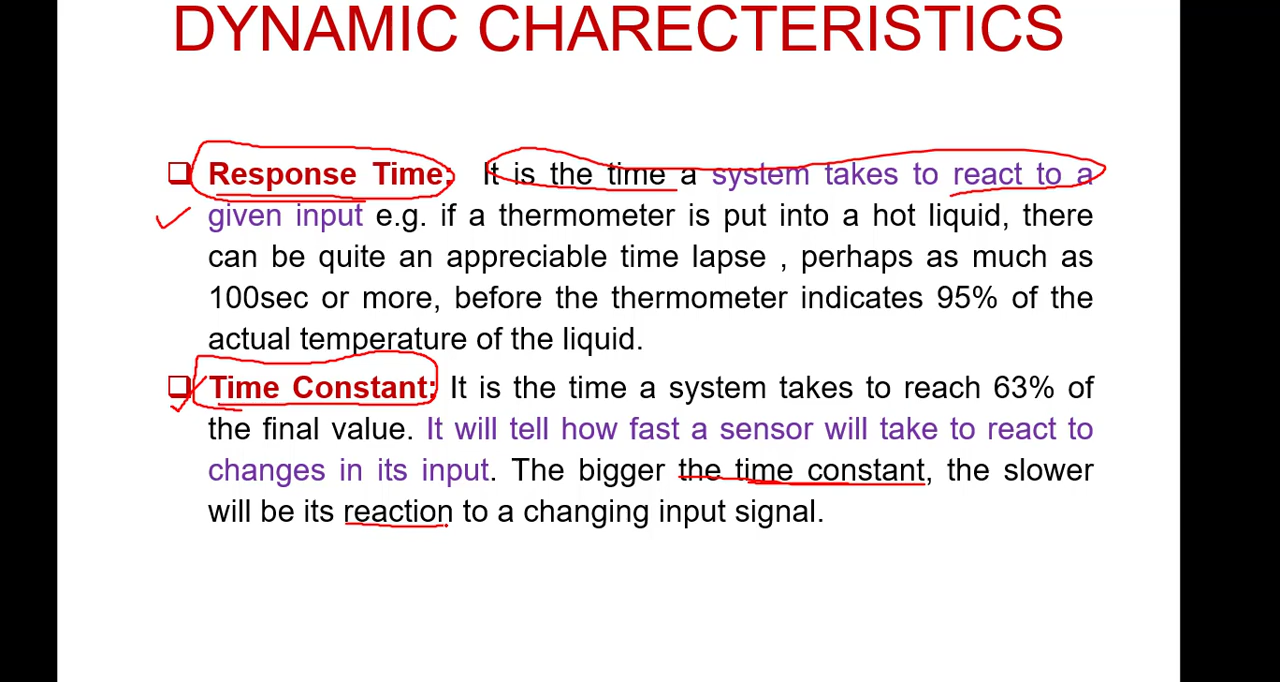 DYNAMIC CHARECTERISTICS
Response Time: It is the time a system takes to react to a
given input e.g. if a thermometer is put into a hot liquid, there
can be quite an appreciable time lapse , perhaps as much as
100sec or more, before the thermometer indicates 95% of the
actual temperature of the liquid.
Time Constant: It is the time a system takes to reach 63% of
the final value. It will tell how fast a sensor will take to react to
changes in its input. The bigger the time constant, the slower
will be its reaction to a changing input signal.